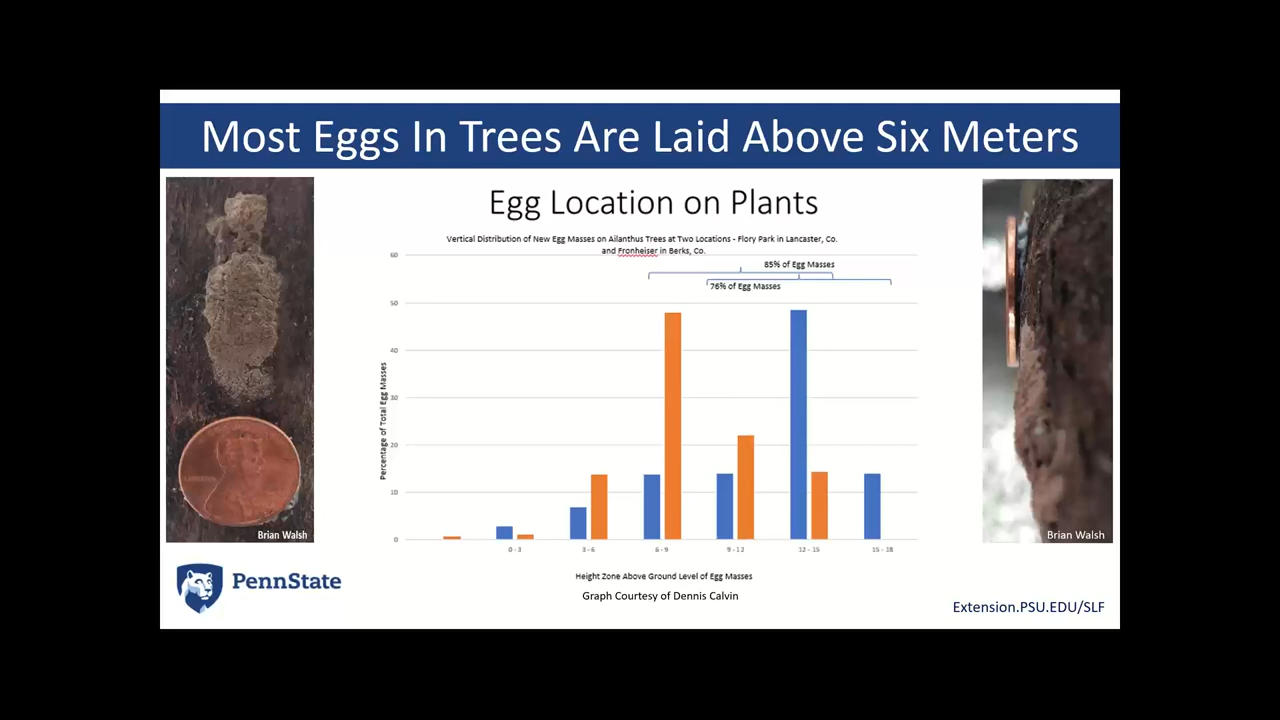 Most Eggs In Trees Are Laid Above Six Meters
Egg Location on Plants
Vertical Distribution of New Egg Masses on Ailanthus Trees at Two Locations - Flory Park in Lancaster, Co.
and Fronheiser in Berks, Co.
85% of Egg Masses
76% of Egg Masses
60
50
40
30
20
10
0
Percentage of Total Egg Masses
0 - 3
3 - 6
6 - 9
9 - 12
12 - 15
15 - 18
Height Zone Above Ground Level of Egg Masses
Graph Courtesy of Dennis Calvin
Brian Walsh
Brian Walsh
PennState
Extension.PSU.EDU/SLF